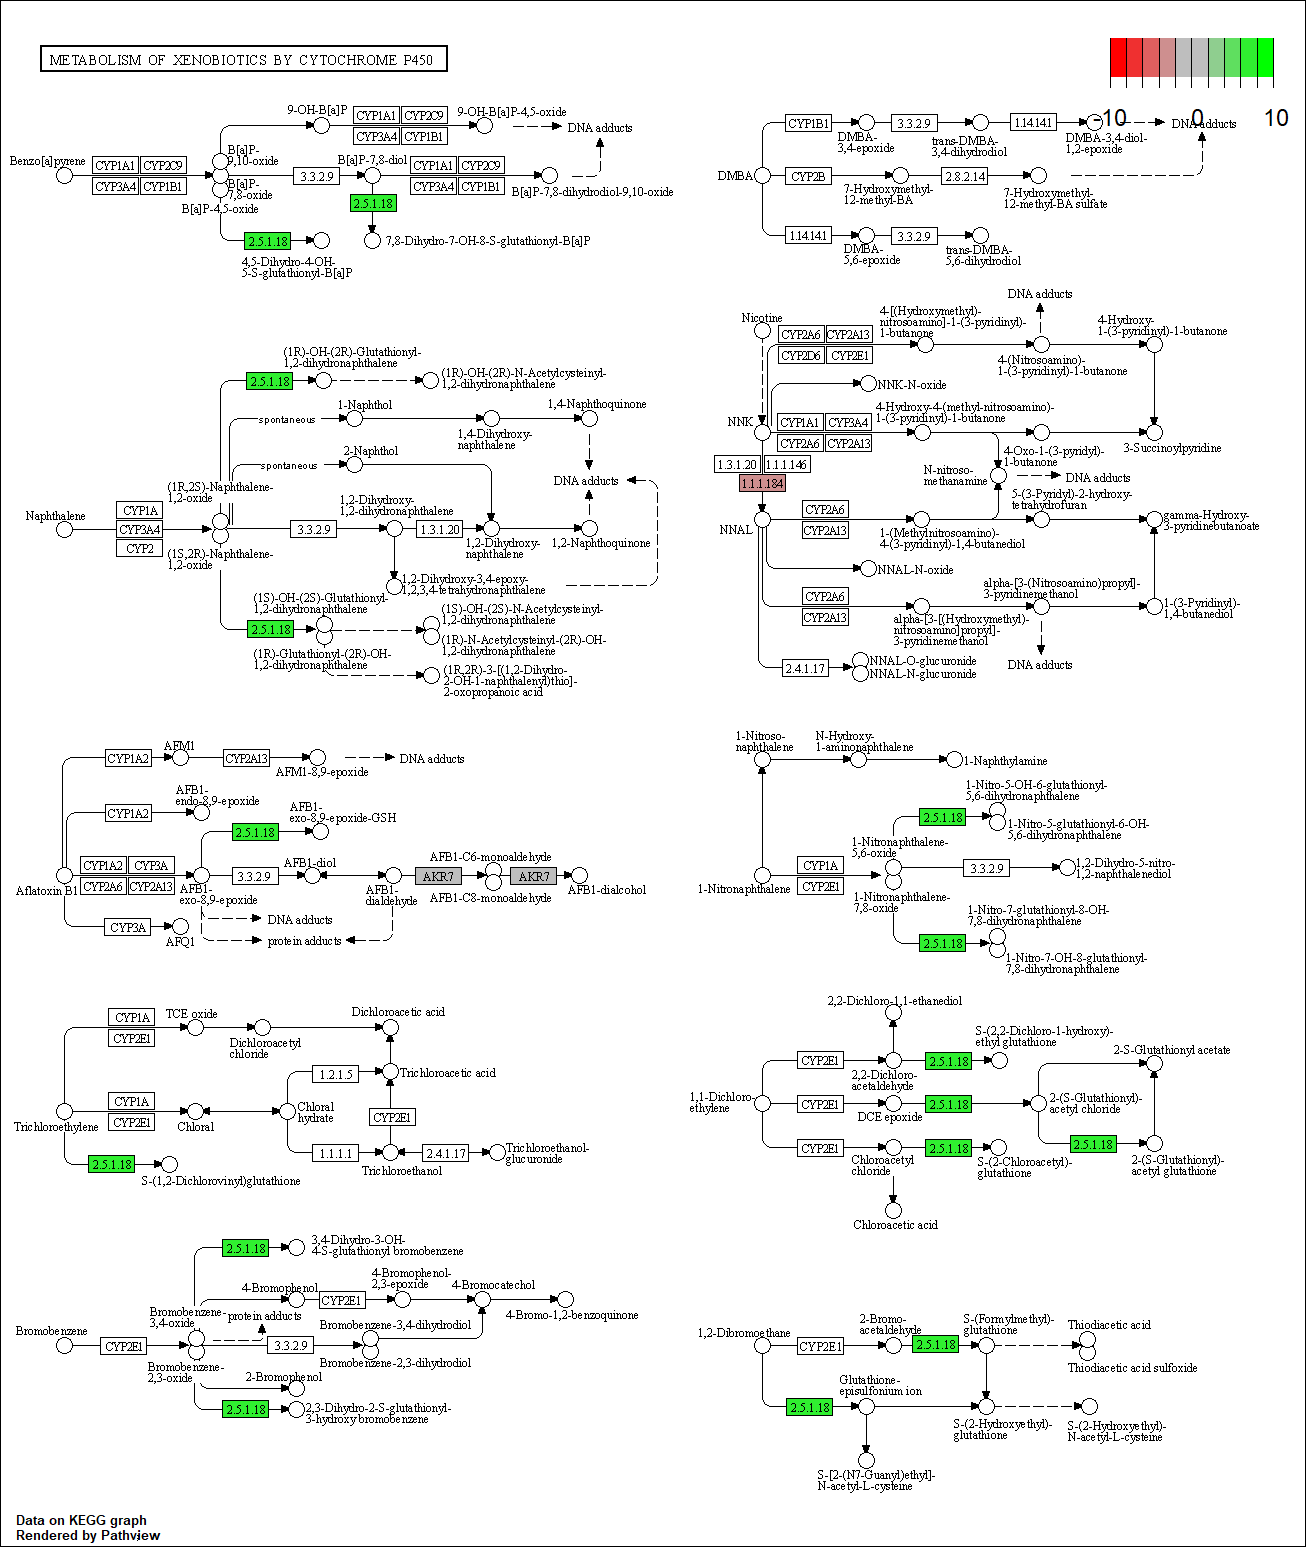 METABOLISM OF XENOBIOTICS BY CYTOCHROME P450
-10 0 10
9-OH-B[a]P
CYP1A1 CYP2C9
CYP3A4 CYP1B1
9-OH-B[a]P-4,5-oxide
DNA adducts
Benzo[a]pyrene
CYP1A1 CYP2C9
CYP3A4 CYP1B1
B[a]P-
9,10-oxide
B[a]P-
7,8-oxide
B[a]P-4,5-oxide
3.3.2.9
B[a]P-7,8-diol
CYP1A1 CYP2C9
CYP3A4 CYP1B1
B[a]P-7,8-dihydrodiol-9,10-oxide
2.5.1.18
7,8-Dihydro-7-OH-8-S-glutathionyl-B[a]P
2.5.1.18
4,5-Dihydro-4-OH-
5-S-glutathionyl-B[a]P
CYP1B1
DMBA-
3,4-epoxide
3.3.2.9
trans-DMBA-
3,4-dihydrodiol
1.14.14.1
DMBA-3,4-diol-
1,2-epoxide
DNA adducts
DMBA
CYP2B
7-Hydroxymethyl-
12-methyl-BA
2.8.2.14
7-Hydroxymethyl-
12-methyl-BA sulfate
1.14.14.1
DMBA-
5,6-epoxide
3.3.2.9
trans-DMBA-
5,6-dihydrodiol
(1R)-OH-(2R)-Glutathionyl-
1,2-dihydronaphthalene
2.5.1.18
(1R)-OH-(2R)-N-Acetylcysteinyl-
1,2-dihydronaphthalene
spontaneous
1-Naphthol
1,4-Dihydroxy-
naphthalene
1,4-Naphthoquinone
spontaneous
2-Naphthol
DNA adducts
Naphthalene
CYP1A
CYP3A4
CYP2
(1R,2S)-Naphthalene-
1,2-oxide
(1S,2R)-Naphthalene-
1,2-oxide
3.3.2.9
1,2-Dihydroxy-
1,2-dihydronaphthalene
1.3.1.20
1,2-Dihydroxy-
naphthalene
1,2-Naphthoquinone
1,2-Dihydroxy-3,4-epoxy-
1,2,3,4-tetrahydronaphthalene
(1S)-OH-(2S)-Glutathionyl-
1,2-dihydronaphthalene
2.5.1.18
(1R)-Glutathionyl-(2R)-OH-
1,2-dihydronaphthalene
(1S)-OH-(2S)-N-Acetylcysteinyl-
1,2-dihydronaphthalene
(1R)-N-Acetylcysteinyl-(2R)-OH-
1,2-dihydronaphthalene
(1R,2R)-3-[(1,2-Dihydro-
2-OH-1-naphthalenyl)thio]-
2-oxopropanoic acid
Nicotine
CYP2A6 CYP2A13
CYP2D6 CYP2E1
4-[(Hydroxymethyl)-
nitrosoamino]-1-(3-pyridinyl)-
1-butanone
DNA adducts
4-(Nitrosoamino)-
1-(3-pyridinyl)-1-butanone
4-Hydroxy-
1-(3-pyridinyl)-1-butanone
NNK-N-oxide
NNK
CYP1A1 CYP3A4
CYP2A6 CYP2A13
4-Hydroxy-4-(methyl-nitrosoamino)-
1-(3-pyridinyl)-1-butanone
4-Oxo-1-(3-pyridyl)-
1-butanone
3-Succinoylpyridine
1.3.1.20 1.1.1.146
1.1.1.184
N-nitroso-
methanamine
DNA adducts
NNAL
CYP2A6
CYP2A13
1-(Methylnitrosoamino)-
4-(3-pyridinyl)-1,4-butanediol
5-(3-Pyridyl)-2-hydroxy-
tetrahydrofuran
gamma-Hydroxy-
3-pyridinebutanoate
NNAL-N-oxide
CYP2A6
CYP2A13
alpha-[3-[(Hydroxymethyl)-
nitrosoamino]propyl]-
3-pyridinemethanol
alpha-[3-(Nitrosoamino)propyl]-
3-pyridinemethanol
1-(3-Pyridinyl)-
1,4-butanediol
DNA adducts
2.4.1.17
NNAL-O-glucuronide
NNAL-N-glucuronide
CYP1A2
AFM1
CYP2A13
AFM1-8,9-epoxide
DNA adducts
CYP1A2
AFB1-
endo-8,9-epoxide
2.5.1.18
AFB1-
exo-8,9-epoxide-GSH
Aflatoxin B1
CYP1A2 CYP3A
CYP2A6 CYP2A13
AFB1-
exo-8,9-epoxide
3.3.2.9
AFB1-diol
AFB1-
dialdehyde
AKR7
AFB1-C6-monoaldehyde
AFB1-C8-monoaldehyde
AKR7
AFB1-dialcohol
CYP3A
AFQ1
DNA adducts
protein adducts
1-Nitroso-
naphthalene
N-Hydroxy-
1-aminonaphthalene
1-Naphthylamine
1-Nitronaphthalene
CYP1A
CYP2E1
1-Nitronaphthalene-
5,6-oxide
1-Nitronaphthalene-
7,8-oxide
2.5.1.18
1-Nitro-5-OH-6-glutathionyl-
5,6-dihydronaphthalene
1-Nitro-5-glutathionyl-6-OH-
5,6-dihydronaphthalene
3.3.2.9
1,2-Dihydro-5-nitro-
1,2-naphthalenediol
2.5.1.18
1-Nitro-7-glutathionyl-8-OH-
7,8-dihydronaphthalene
1-Nitro-7-OH-8-glutathionyl-
7,8-dihydronaphthalene
CYP1A
CYP2E1
TCE oxide
Dichloroacetyl
chloride
Dichloroacetic acid
Trichloroethylene
CYP1A
CYP2E1
Chloral
Chloral
hydrate
1.2.1.5
Trichloroacetic acid
CYP2E1
1.1.1.1
Trichloroethanol
2.4.1.17
Trichloroethanol-
glucuronide
2.5.1.18
S-(1,2-Dichlorovinyl)glutathione
2,2-Dichloro-1,1-ethanediol
1,1-Dichloro-
ethylene
CYP2E1
2,2-Dichloro-
acetaldehyde
2.5.1.18
S-(2,2-Dichloro-1-hydroxy)-
ethyl glutathione
CYP2E1
DCE epoxide
2.5.1.18
2-(S-Glutathionyl)-
acetyl chloride
2-S-Glutathionyl acetate
CYP2E1
Chloroacetyl
chloride
2.5.1.18
S-(2-Chloroacetyl)-
glutathione
2.5.1.18
2-(S-Glutathionyl)-
acetyl glutathione
Chloroacetic acid
2.5.1.18
3,4-Dihydro-3-OH-
4-S-glutathionyl bromobenzene
4-Bromophenol
CYP2E1
4-Bromophenol-
2,3-epoxide
4-Bromocatechol
4-Bromo-1,2-benzoquinone
Bromobenzene
CYP2E1
Bromobenzene-
3,4-oxide
Bromobenzene-
2,3-oxide
protein adducts
3.3.2.9
Bromobenzene-3,4-dihydrodiol
Bromobenzene-2,3-dihydrodiol
2-Bromophenol
2.5.1.18
2,3-Dihydro-2-S-glutathionyl-
3-hydroxy bromobenzene
1,2-Dibromoethane
CYP2E1
2-Bromo-
acetaldehyde
2.5.1.18
S-(Formylmethyl)-
glutathione
Thiodiacetic acid
Thiodiacetic acid sulfoxide
2.5.1.18
Glutathione-
episulfonium ion
S-(2-Hydroxyethyl)-
glutathione
S-(2-Hydroxyethyl)-
N-acetyl-L-cysteine
S-[2-(N7-Guanyl)ethyl]-
N-acetyl-L-cysteine
Data on KEGG graph
Rendered by Pathview